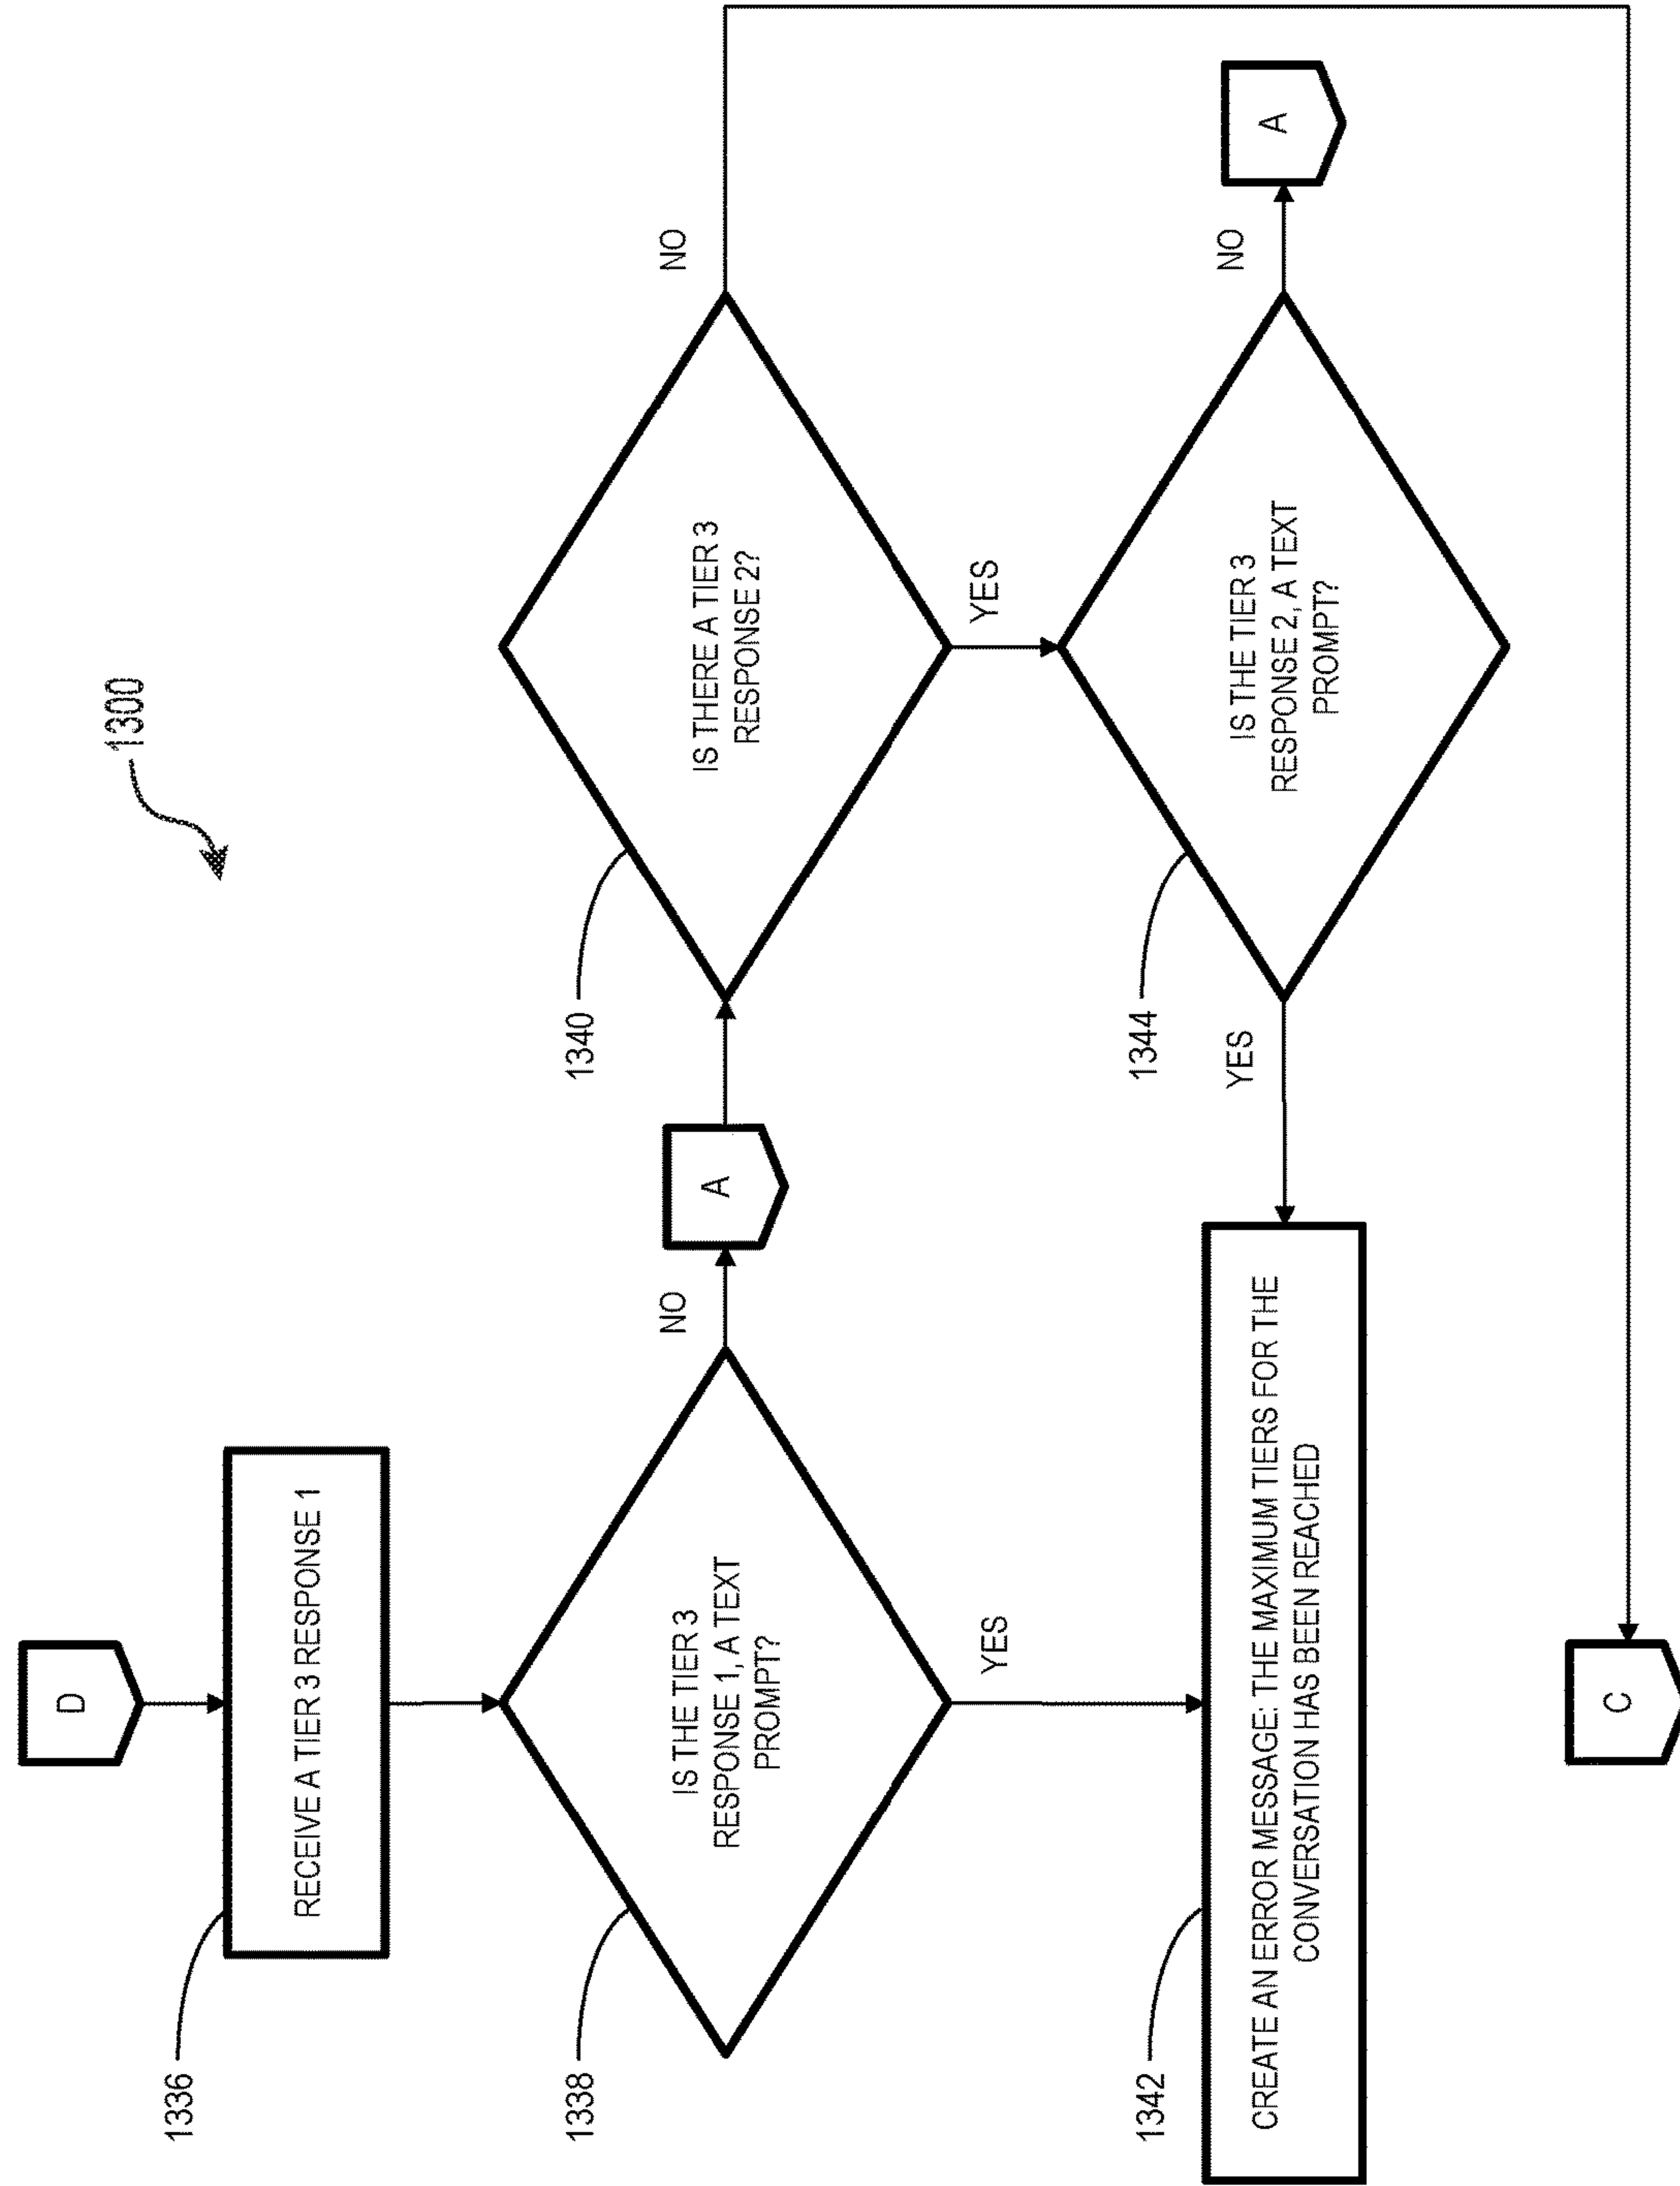 1300
D
1336
RECEIVE A TIER 3 RESPONSE 1
1338
IS THE TIER 3
RESPONSE 1, A TEXT
PROMPT?
NO
A
1340
IS THERE A TIER 3
RESPONSE 2?
NO
YES
YES
1342
CREATE AN ERROR MESSAGE: THE MAXIMUM TIERS FOR THE
CONVERSATION HAS BEEN REACHED
YES
1344
IS THE TIER 3
RESPONSE 2, A TEXT
PROMPT?
NO
A
C